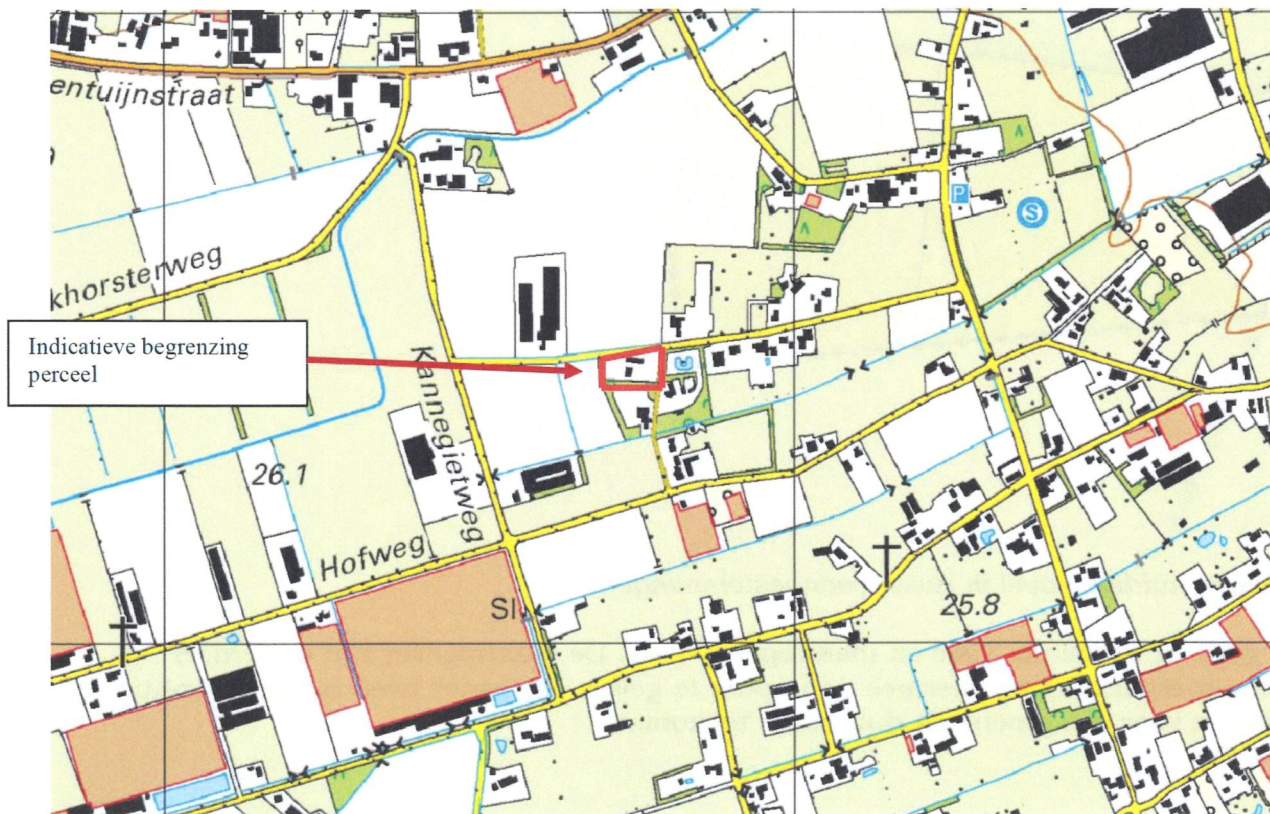 entuijnstraat
P
S
khorsterweg
Indicatieve begrenzing
perceel
Kannegietweg
26.1
Hofweg
Sl
25.8